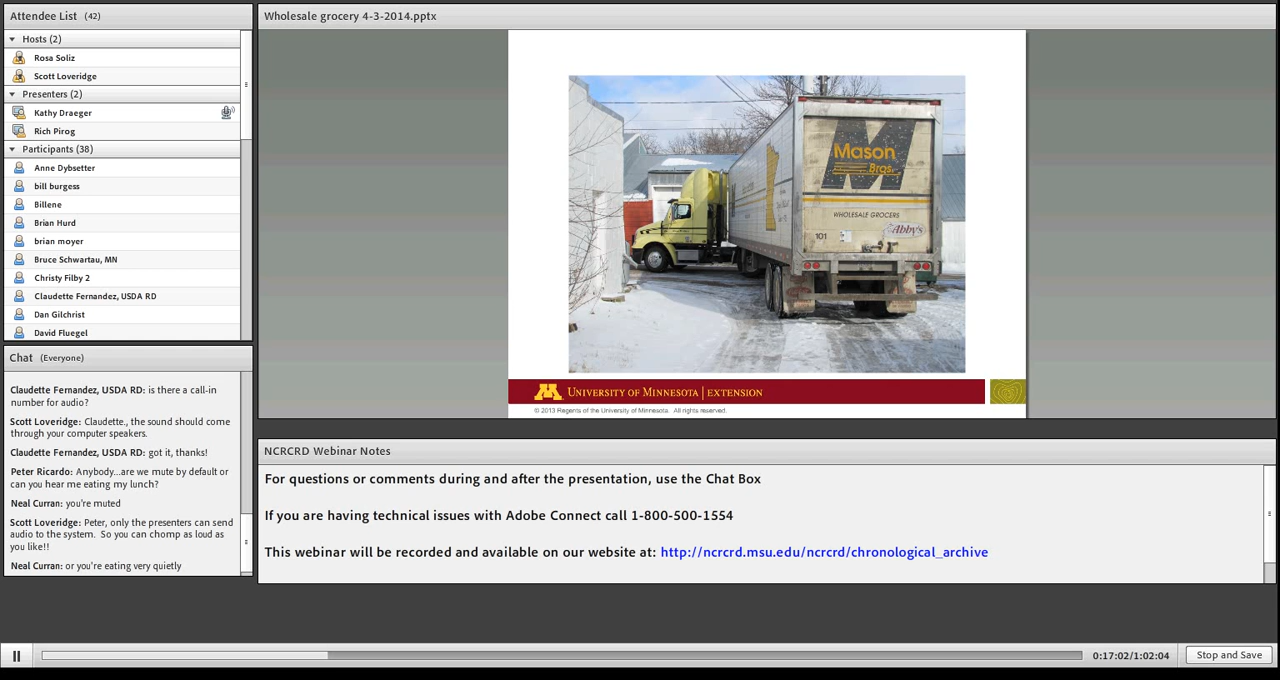 Attendee List (42)
Hosts (2)
Rosa Soliz
Scott Loveridge
Presenters (2)
Kathy Draeger
Rich Pirog
Participants (38)
Anne Dybsetter
bill burgess
Billene
Brian Hurd
brian moyer
Bruce Schwartau, MN
Christy Filby 2
Claudette Fernandez, USDA RD
Dan Gilchrist
David Fluegel
Chat (Everyone)
Claudette Fernandez, USDA RD: is there a call-in
number for audio?
Scott Loveridge: Claudette., the sound should come
through your computer speakers.
Claudette Fernandez, USDA RD: got it, thanks!
Peter Ricardo: Anybody...are we mute by default or
can you hear me eating my lunch?
Neal Curran: you're muted
Scott Loveridge: Peter, only the presenters can send
audio to the system. So you can chomp as loud as
you like!!
Neal Curran: or you're eating very quietly
Wholesale grocery 4-3-2014.pptx
Mason
Bros.
WHOLESALE GROCERS
101
Abby's
UNIVERSITY OF MINNESOTA | EXTENSION
© 2013 Regents of the University of Minnesota. All rights reserved.
NCRCRD Webinar Notes
For questions or comments during and after the presentation, use the Chat Box
If you are having technical issues with Adobe Connect call 1-800-500-1554
This webinar will be recorded and available on our website at: http://ncrcrd.msu.edu/ncrcrd/chronological_archive
0:17:02/1:02:04
Stop and Save